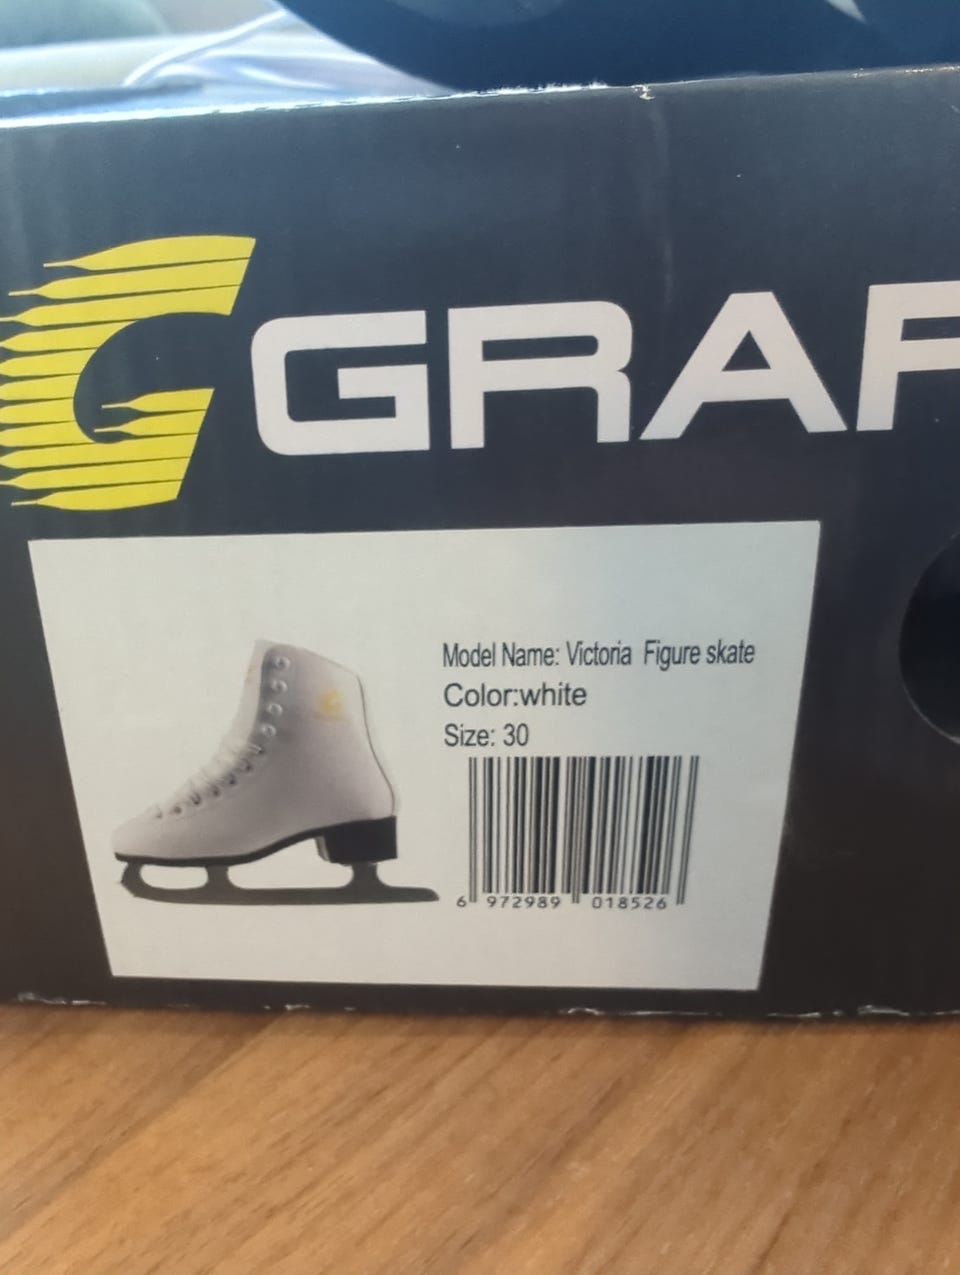 GRAF
Model Name: Victoria Figure skate
Color:white
Size: 30
6 972989 018526